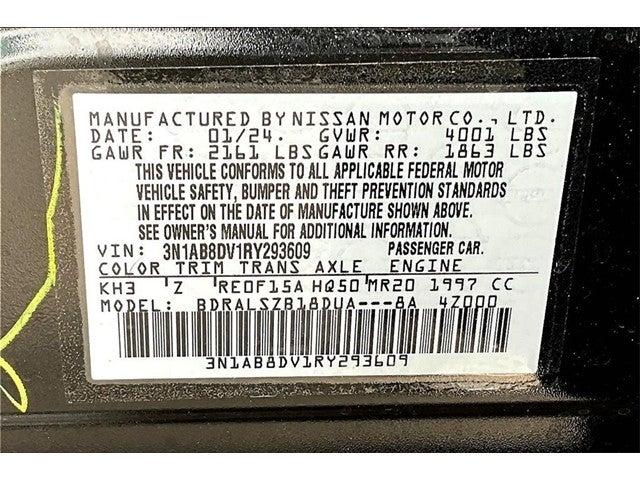 MANUFACTURED BY NISSAN MOTOR CO., LTD.
DATE: 01/24. GVWR: 4001 LBS
GAWR FR: 2161 LBS GAWR RR: 1863 LBS
THIS VEHICLE CONFORMS TO ALL APPLICABLE FEDERAL MOTOR
VEHICLE SAFETY, BUMPER AND THEFT PREVENTION STANDARDS
IN EFFECT ON THE DATE OF MANUFACTURE SHOWN ABOVE.
SEE OWNER'S MANUAL FOR ADDITIONAL INFORMATION.
VIN: 3N1AB8DV1RY293609 PASSENGER CAR.
COLOR TRIM TRANS AXLE ENGINE
KH3 Z RE0F15A HQ50 MR20 1997 CC
MODEL: BDRALSZB18DUA---8A 4Z000
3N1AB8DV1RY293609